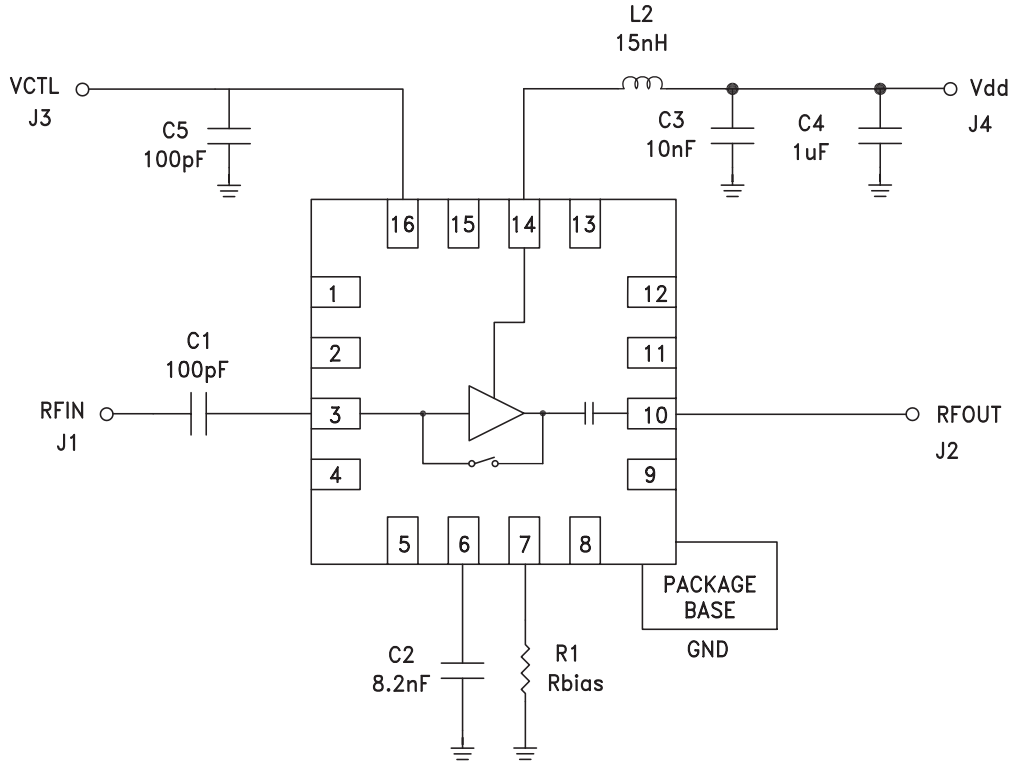 L2
15nH
VCTL
J3
C5
100pF
C3
10nF
C4
1uF
Vdd
J4
16
15
14
13
1
12
C1
100pF
2
11
RFIN
J1
3
10
RFOUT
J2
4
9
5
6
7
8
PACKAGE
BASE
GND
C2
8.2nF
R1
Rbias